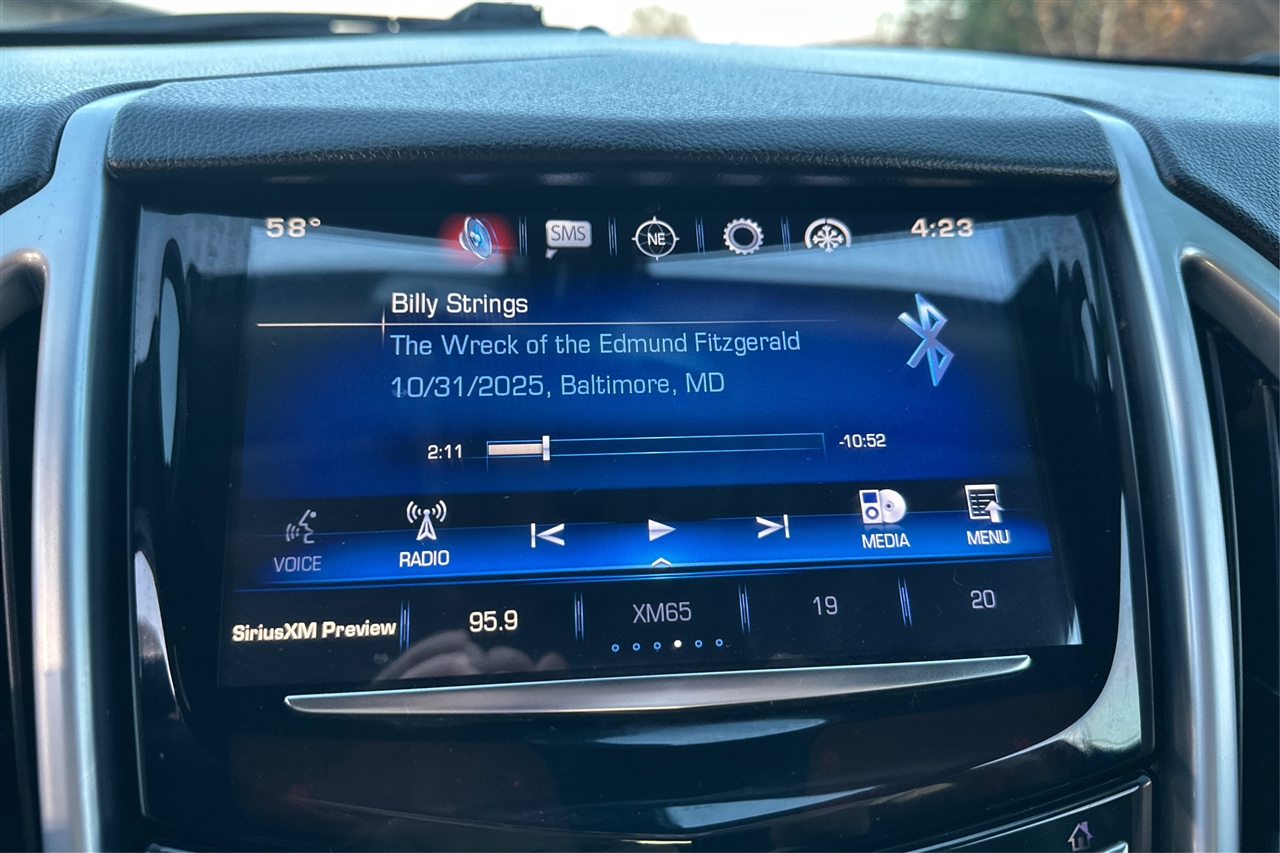 58° SMS NE 4:23
Billy Strings
The Wreck of the Edmund Fitzgerald
10/31/2025, Baltimore, MD
2:11 -10:52
VOICE RADIO MEDIA MENU
SiriusXM Preview 95.9 XM65 19 20